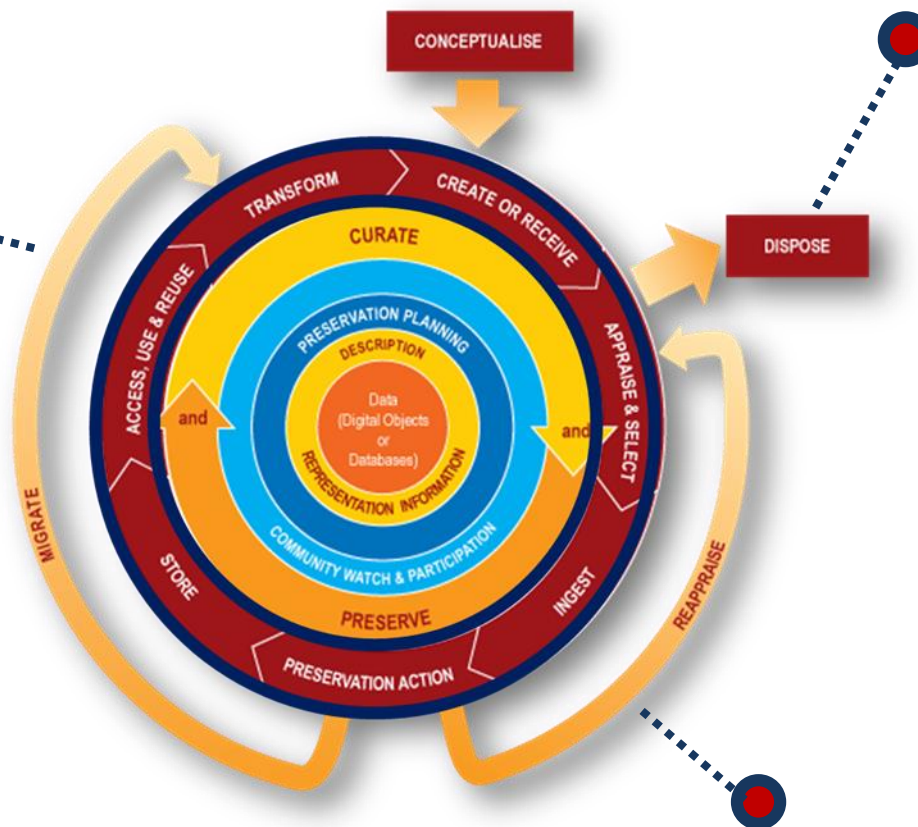 CONCEPTUALISE
DISPOSE
TRANSFORM
CREATE OR RECEIVE
APPRAISE & SELECT
INGEST
PRESERVATION ACTION
STORE
ACCESS, USE & REUSE
MIGRATE
REAPPRAISE
CURATE
and
PRESERVE
and
PRESERVATION PLANNING
COMMUNITY WATCH & PARTICIPATION
DESCRIPTION
REPRESENTATION INFORMATION
Data
(Digital Objects
or
Databases)